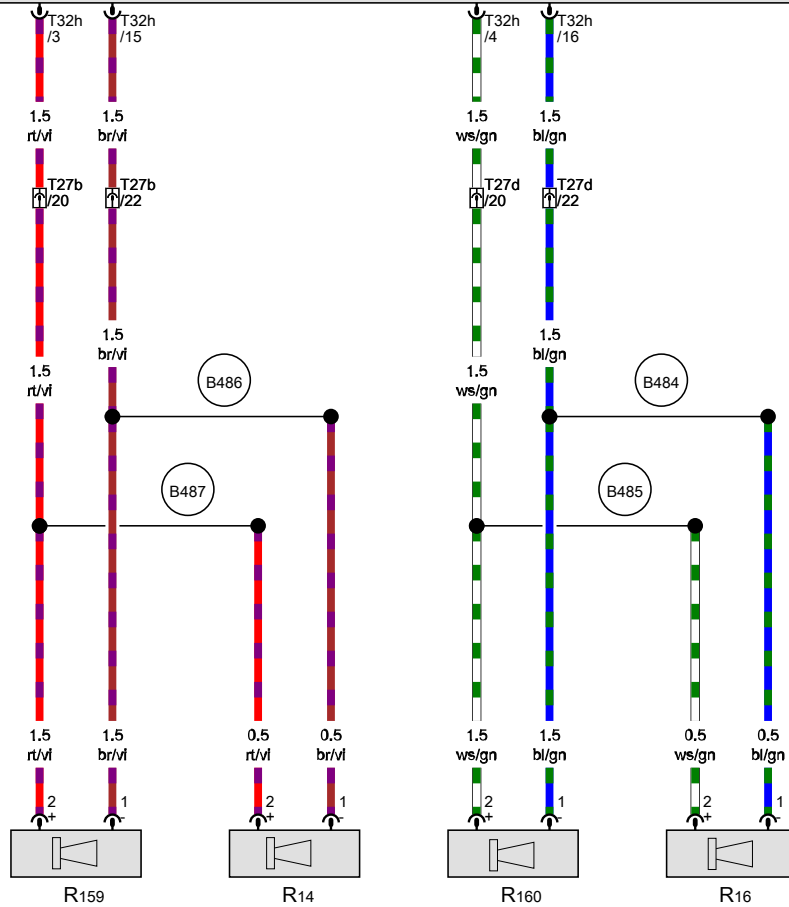 T32h T32h T32h T32h
/3 /15 /4 /16
1.5 1.5 1.5 1.5
rt/vi br/vi ws/gn bl/gn
T27b T27b T27d T27d
/20 /22 /20 /22
1.5 1.5
br/vi bl/gn
1.5 B486 1.5 B484
rt/vi ws/gn
B487 B485
1.5 1.5 0.5 0.5 1.5 1.5 0.5 0.5
rt/vi br/vi rt/vi br/vi ws/gn bl/gn ws/gn bl/gn
2 1 2 1 2 1 2 1
+ - + - + - + -
R159 R14 R160 R16